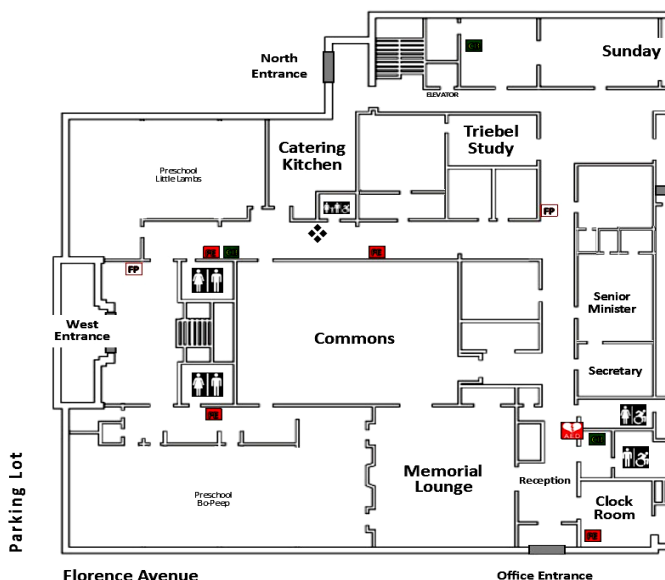 Sunday
North
Entrance
ELEVATOR
Triebel
Study
Catering
Kitchen
Preschool
Little Lambs
FP
FP
West
Entrance
Commons
Senior
Minister
Secretary
A.E.D.
Memorial
Lounge
Reception
Preschool
Bo-Peep
Clock
Room
Parking Lot
Florence Avenue
Office Entrance